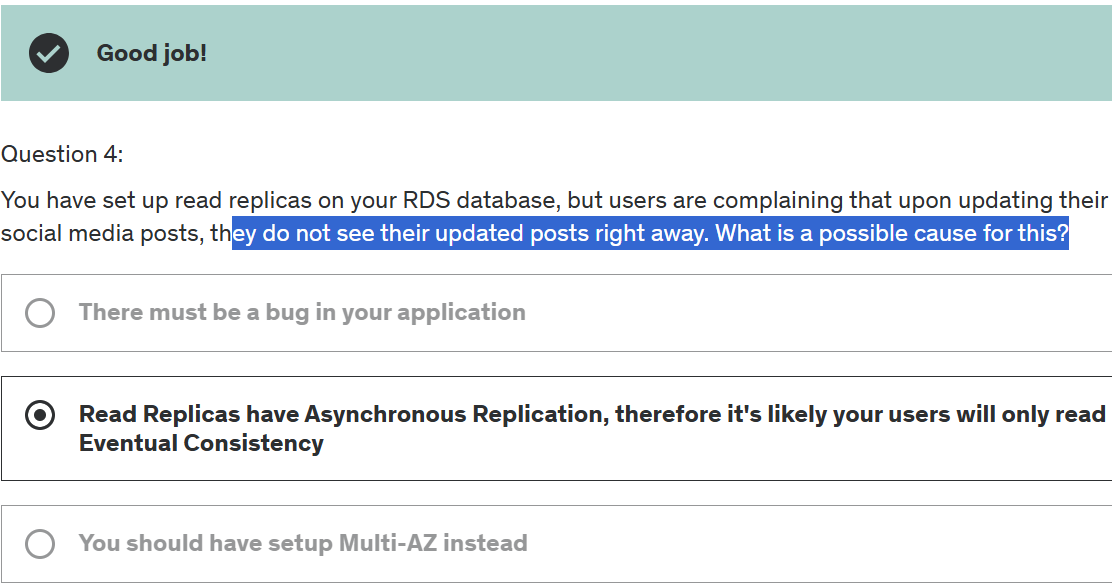 Good job!
Question 4:
You have set up read replicas on your RDS database, but users are complaining that upon updating their
social media posts, they do not see their updated posts right away. What is a possible cause for this?
There must be a bug in your application
Read Replicas have Asynchronous Replication, therefore it's likely your users will only read
Eventual Consistency
You should have setup Multi-AZ instead